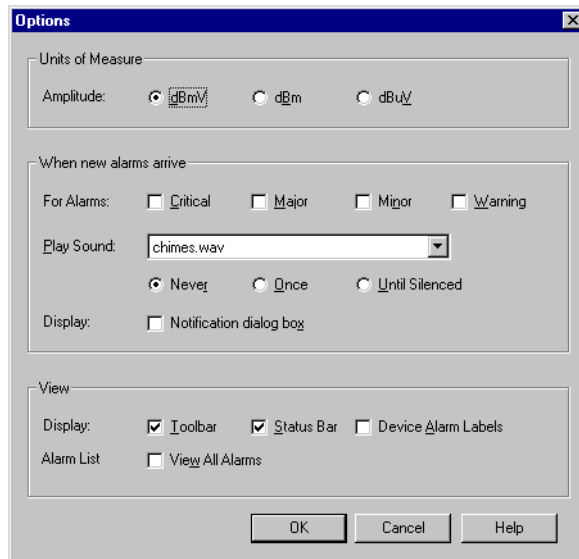 Options
Units of Measure
Amplitude: dBmV dBm dBuV
When new alarms arrive
For Alarms: Critical Major Minor Warning
Play Sound: chimes.wav
Never Once Until Silenced
Display: Notification dialog box
View
Display: Toolbar Status Bar Device Alarm Labels
Alarm List View All Alarms
OK Cancel Help